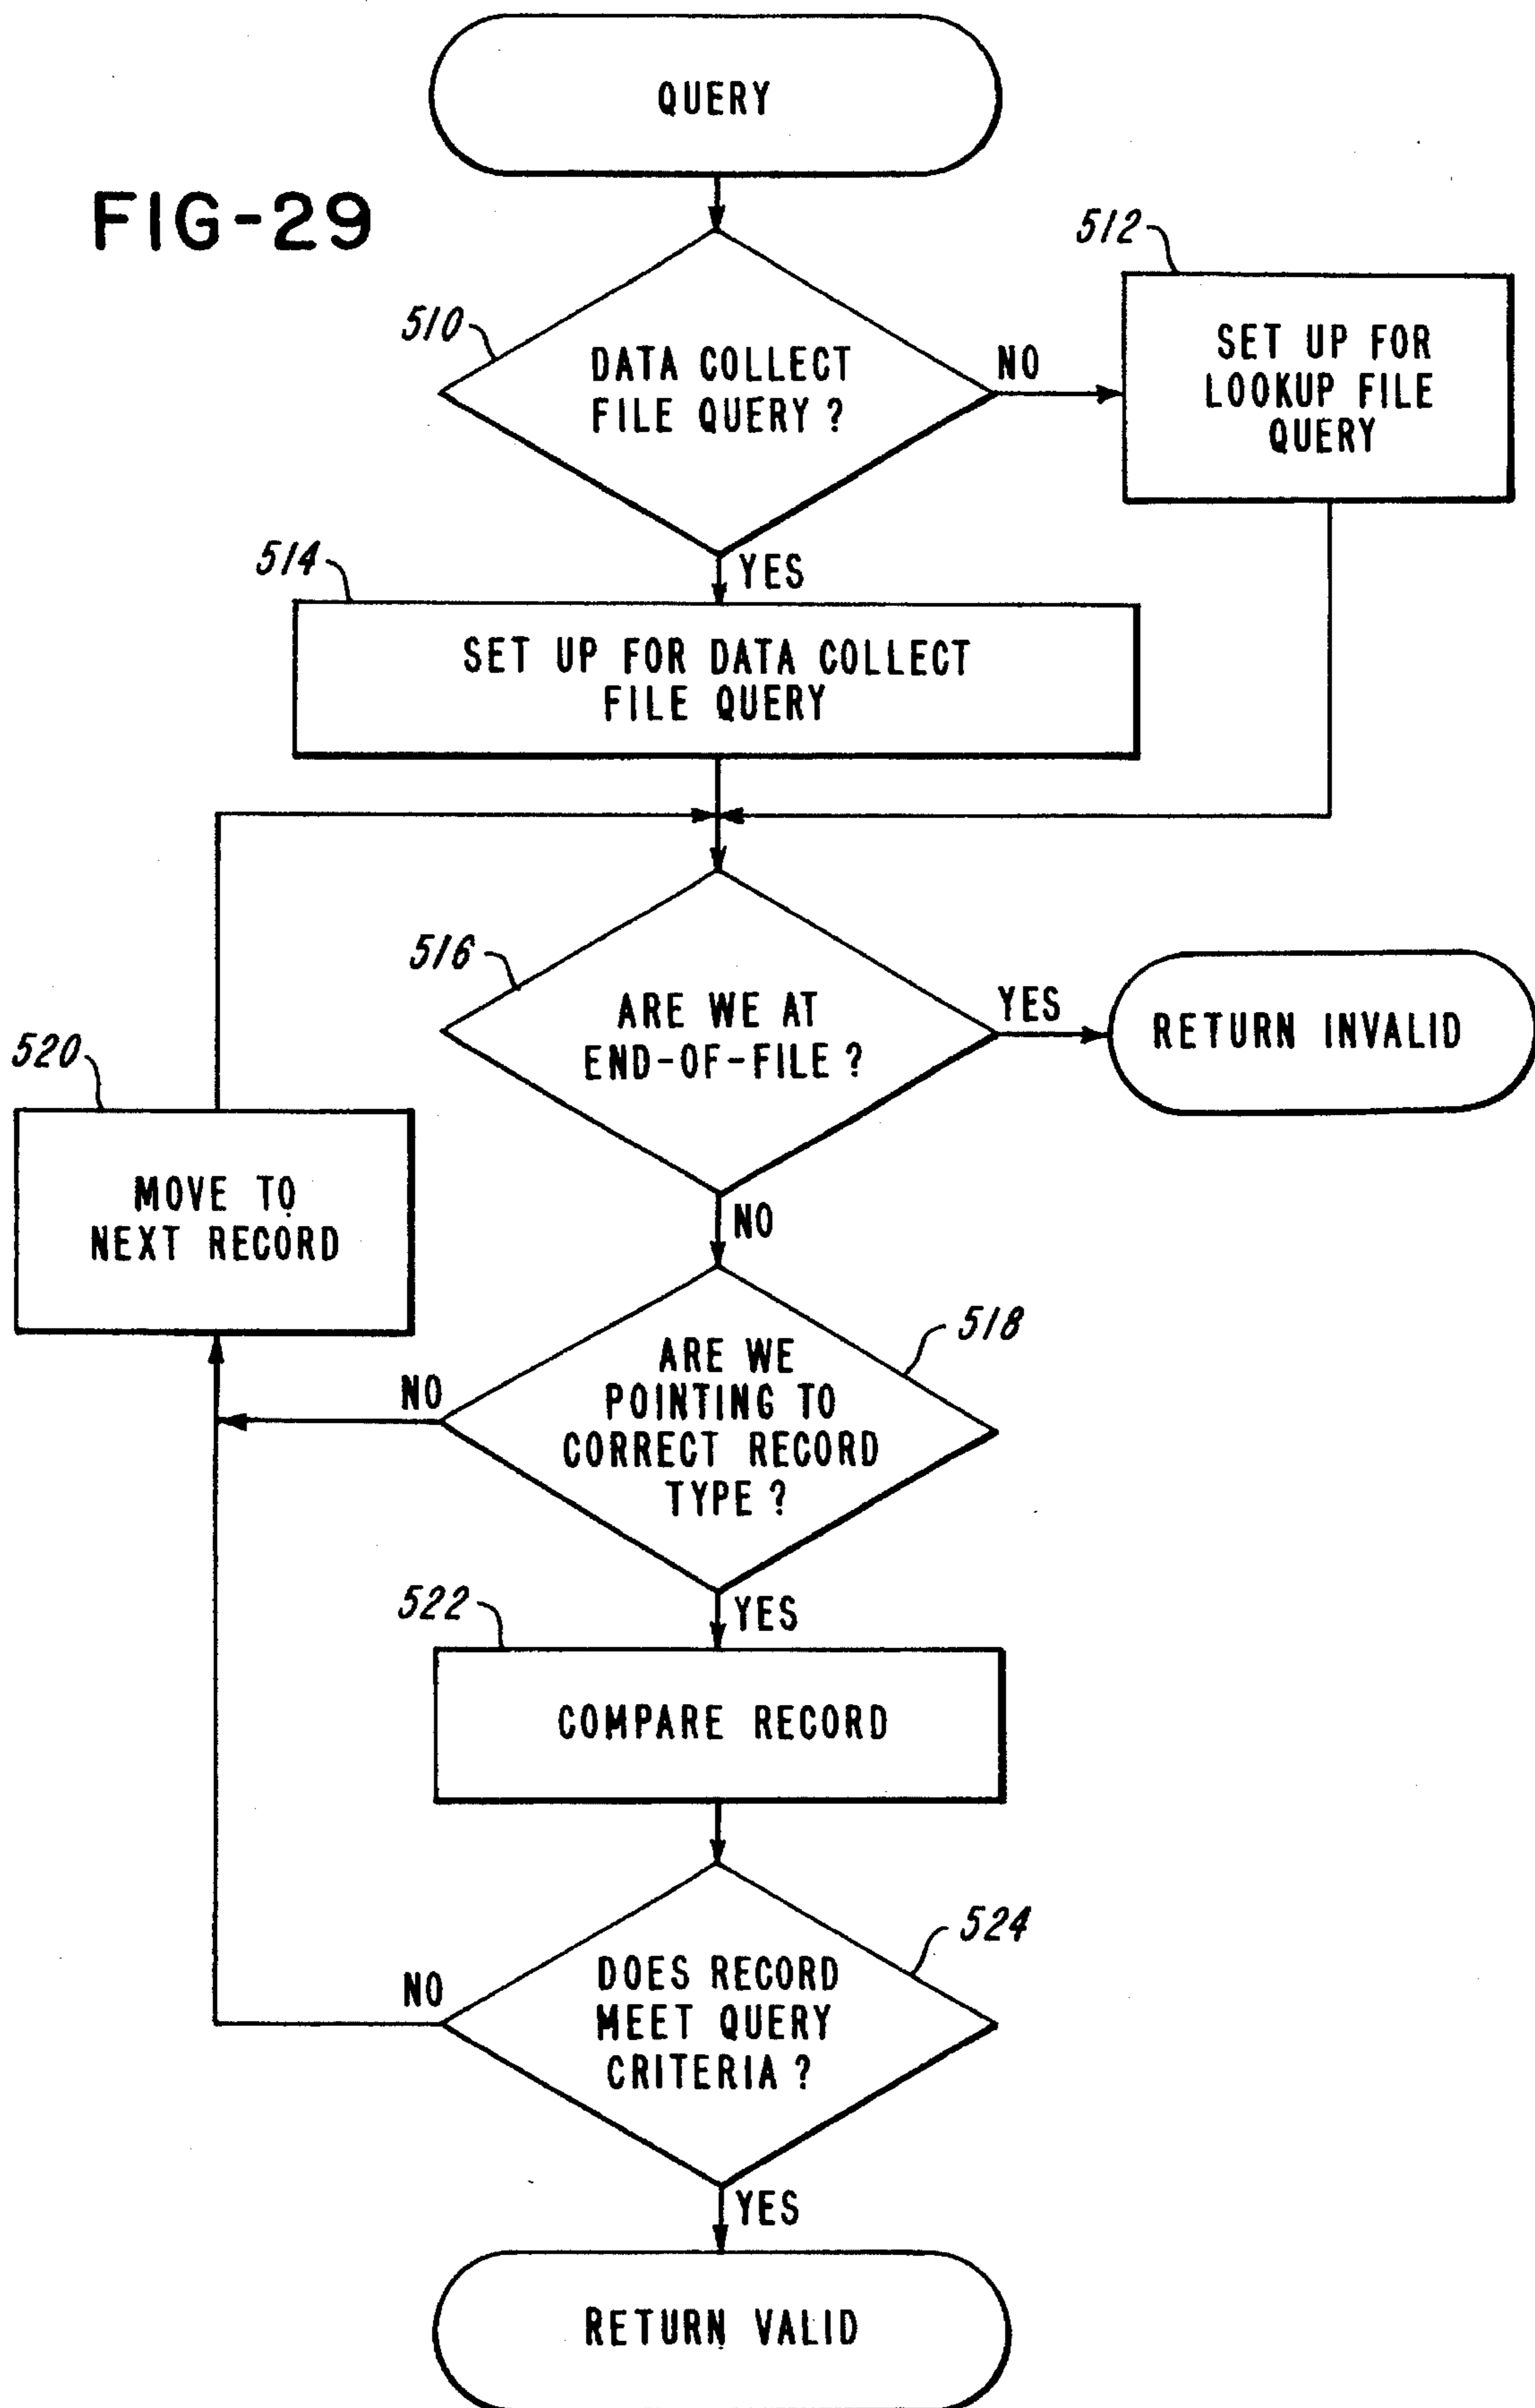 QUERY
FIG-29
512
510
DATA COLLECT
FILE QUERY ?
NO
SET UP FOR
LOOKUP FILE
QUERY
514
YES
SET UP FOR DATA COLLECT
FILE QUERY
516
ARE WE AT
END-OF-FILE ?
YES
RETURN INVALID
520
MOVE TO
NEXT RECORD
NO
518
ARE WE
POINTING TO
CORRECT RECORD
TYPE ?
NO
522
YES
COMPARE RECORD
524
DOES RECORD
MEET QUERY
CRITERIA ?
NO
YES
RETURN VALID